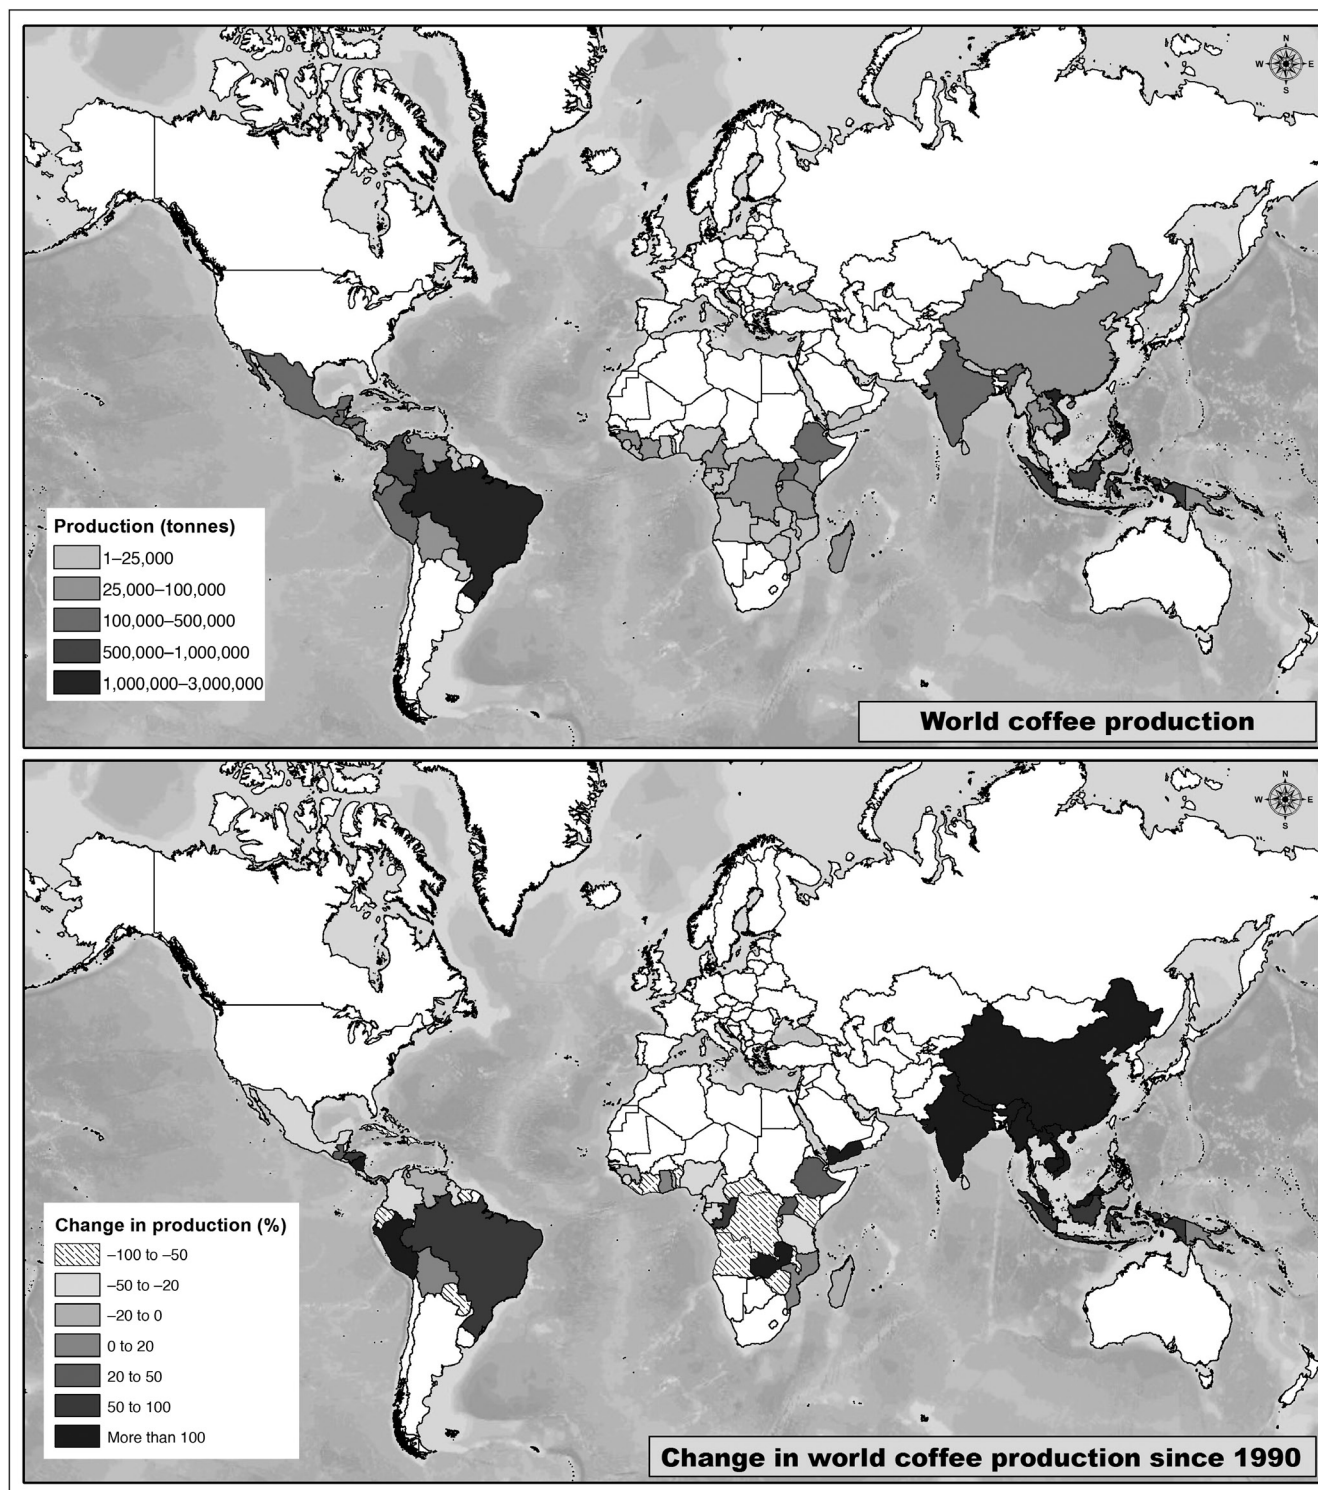 N
W E
S
Production (tonnes)
1–25,000
25,000–100,000
100,000–500,000
500,000–1,000,000
1,000,000–3,000,000
World coffee production
N
W E
S
Change in production (%)
–100 to –50
–50 to –20
–20 to 0
0 to 20
20 to 50
50 to 100
More than 100
Change in world coffee production since 1990